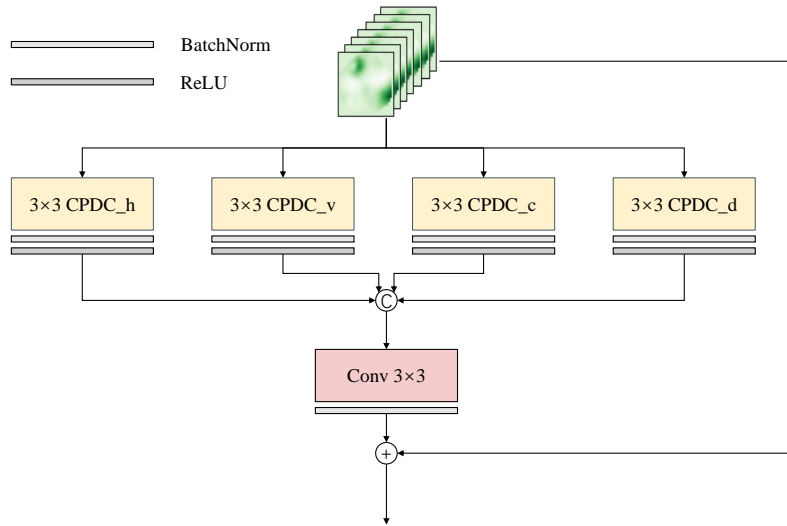 BatchNorm
ReLU
3×3 CPDC_h
3×3 CPDC_v
3×3 CPDC_c
3×3 CPDC_d
C
Conv 3×3
+